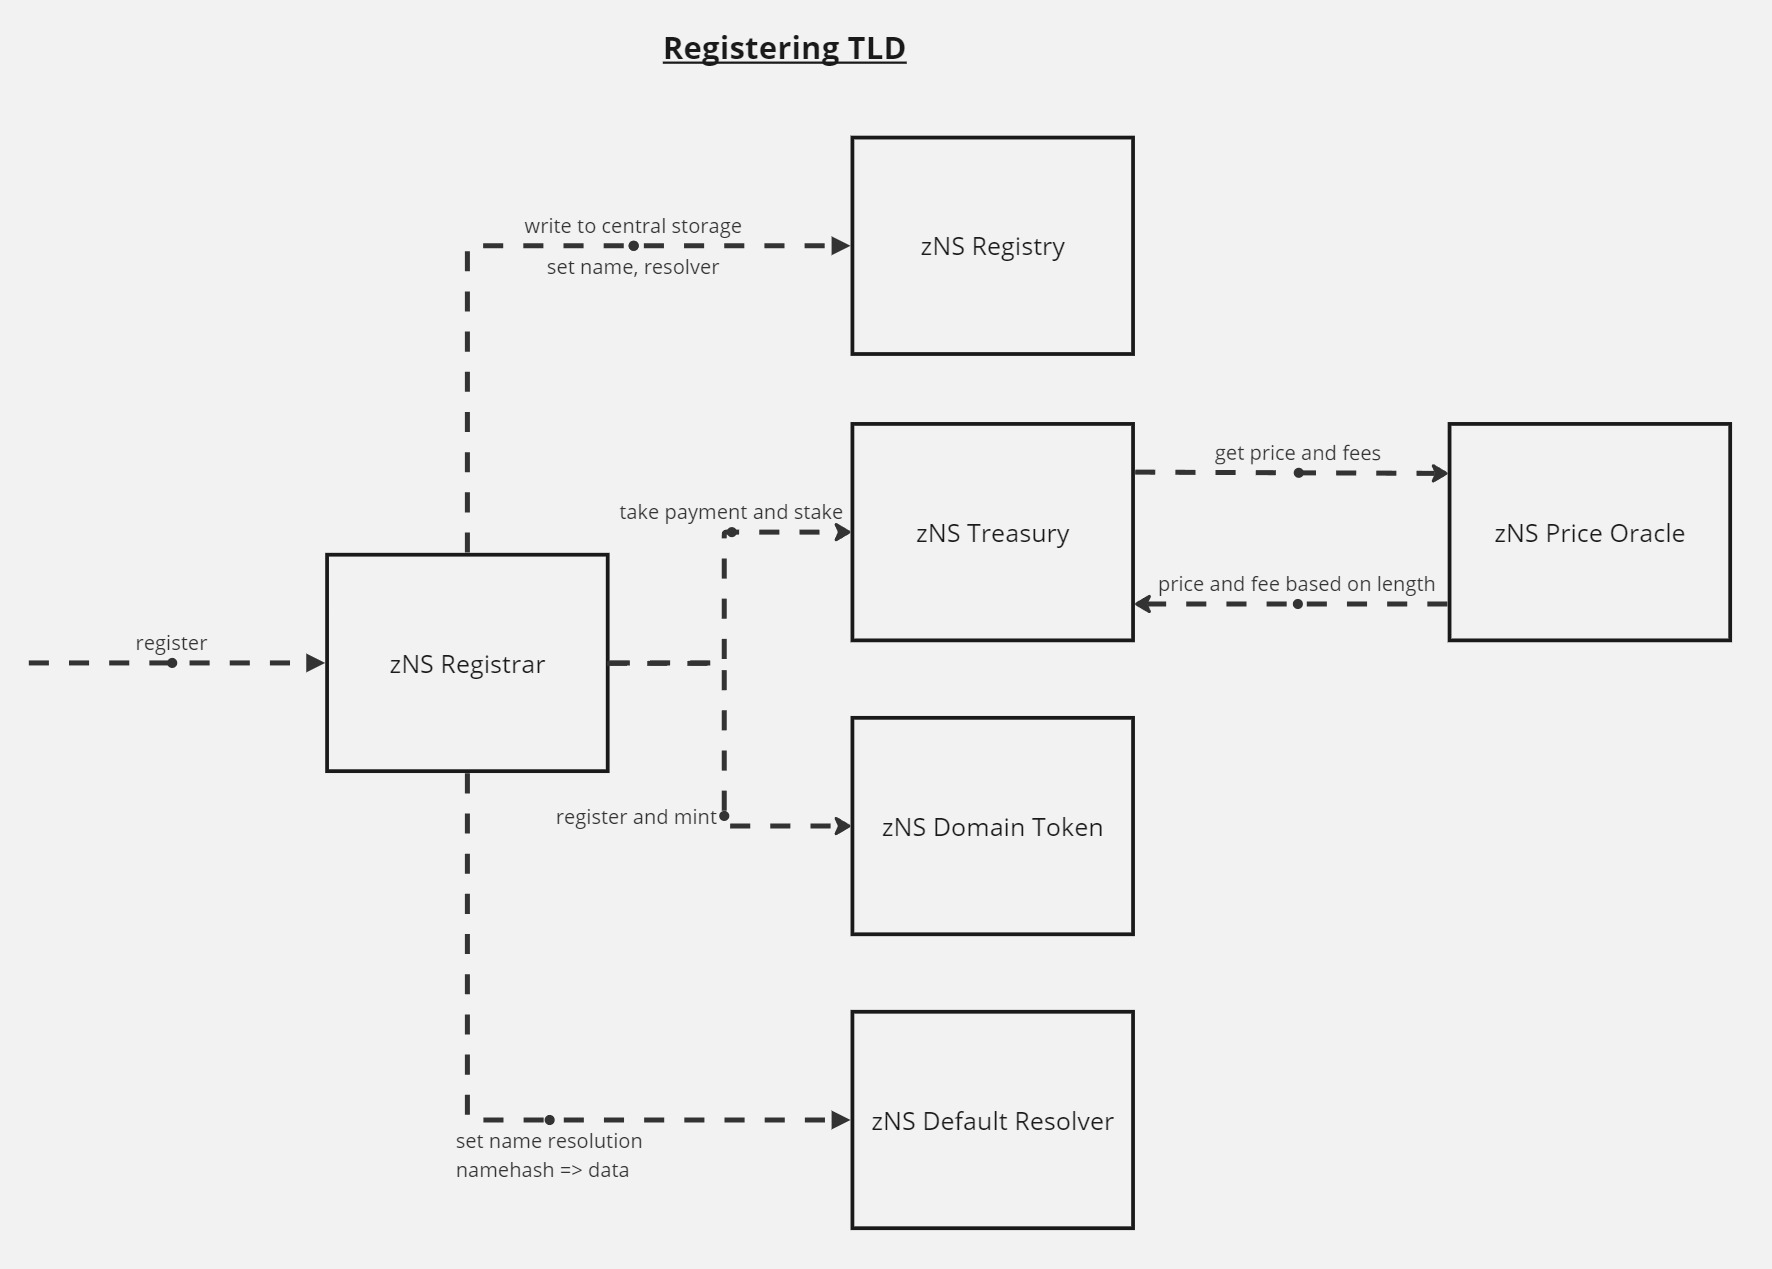 Registering TLD
write to central storage
set name, resolver
zNS Registry
get price and fees
take payment and stake
zNS Treasury
zNS Price Oracle
price and fee based on length
register
zNS Registrar
register and mint
zNS Domain Token
zNS Default Resolver
set name resolution
namehash => data